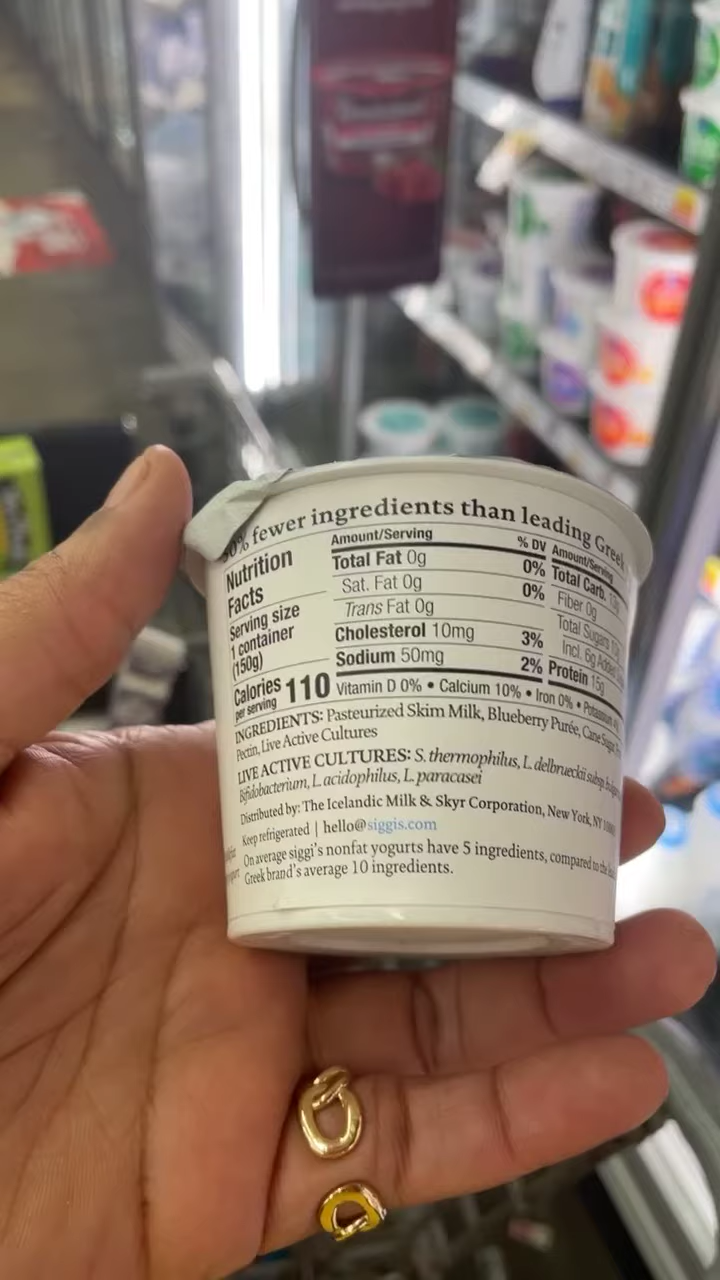 50% fewer ingredients than leading Greek
Nutrition
Facts
Serving size
1 container
(150g)
Calories 110
per serving
Amount/Serving % DV
Total Fat 0g 0%
Sat. Fat 0g 0%
Trans Fat 0g
Cholesterol 10mg 3%
Sodium 50mg 2%
Amount/Serving
Total Carb.
Fiber 0g
Total Sugars
Incl. 6g Added
Protein 15g
Vitamin D 0% • Calcium 10% • Iron 0% • Potassium
INGREDIENTS: Pasteurized Skim Milk, Blueberry Purée, Cane Sugar,
Pectin, Live Active Cultures
LIVE ACTIVE CULTURES: S. thermophilus, L. delbrueckii subsp.
Bifidobacterium, L. acidophilus, L. paracasei
Distributed by: The Icelandic Milk & Skyr Corporation, New York, NY
Keep refrigerated | hello@siggis.com
On average siggi's nonfat yogurts have 5 ingredients, compared to the
Greek brand's average 10 ingredients.